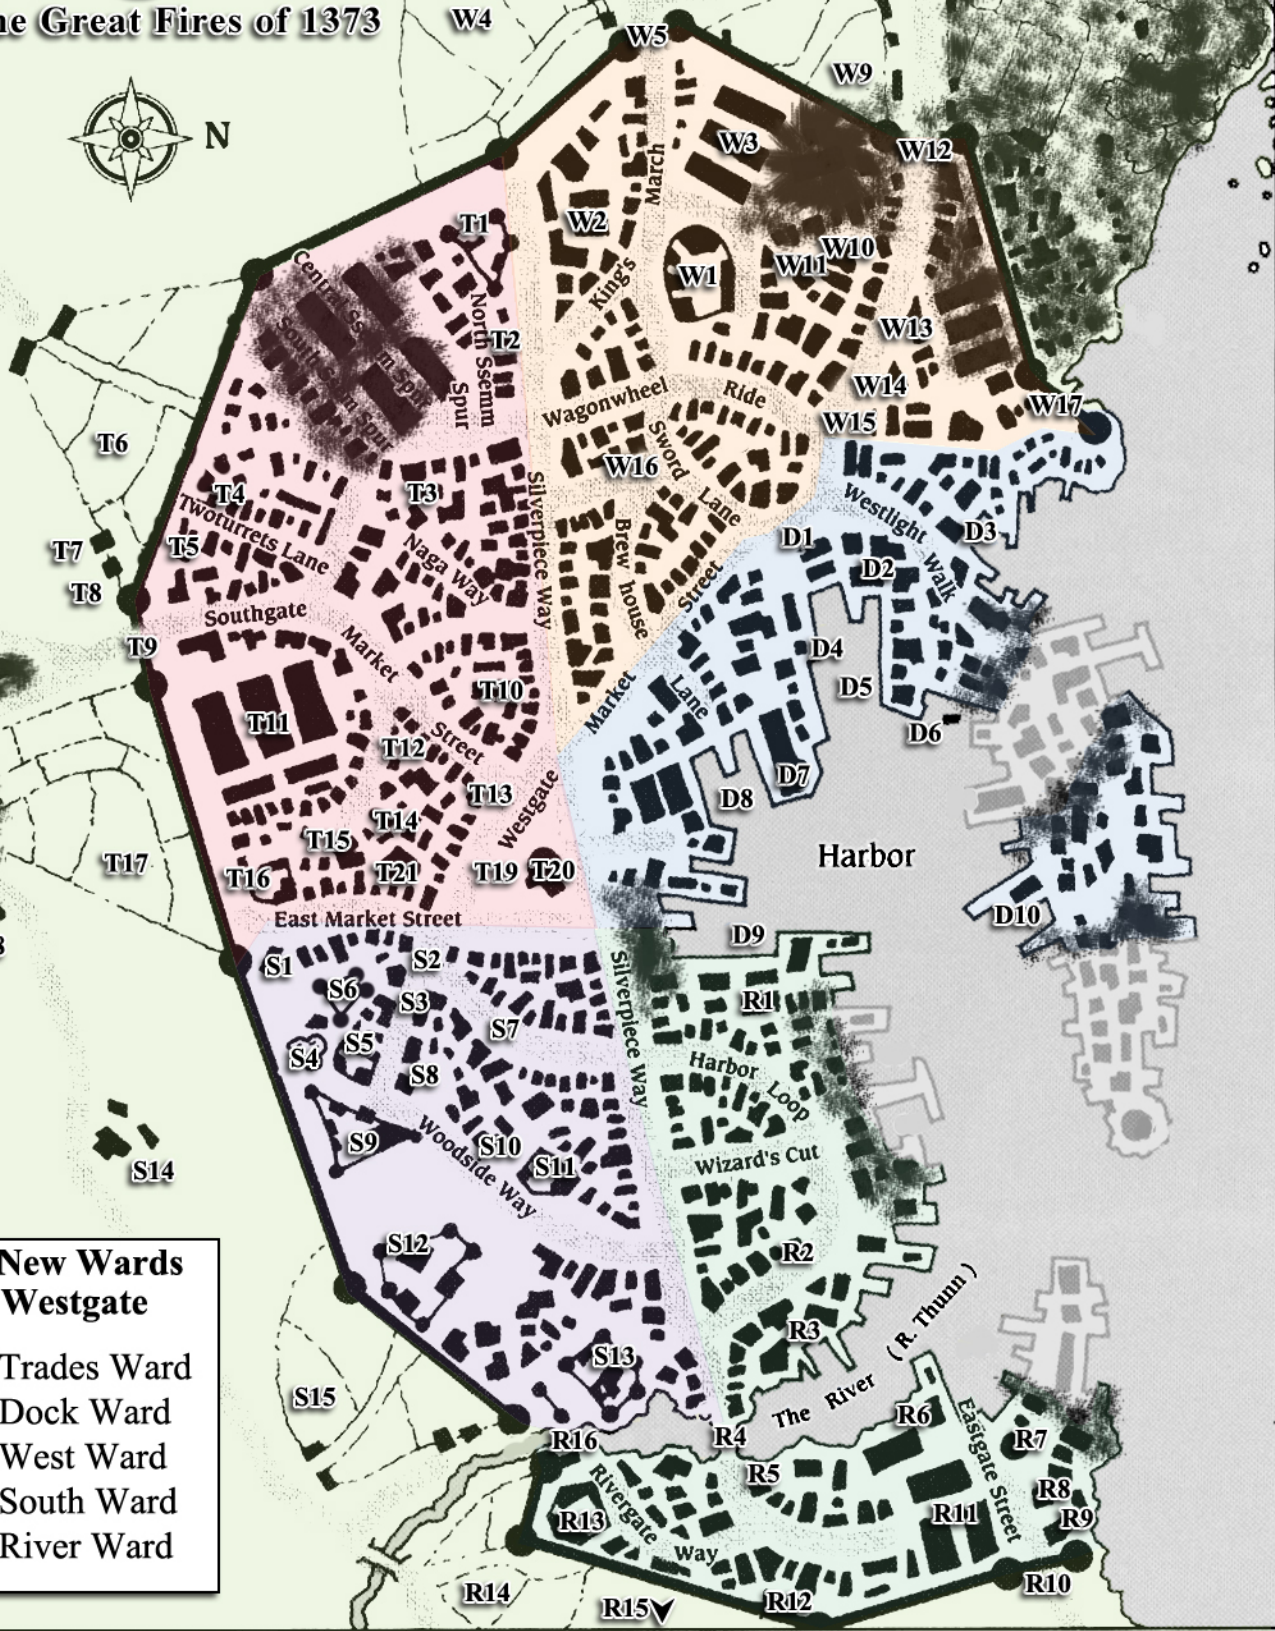 ne Great Fires of 1373
W4
W5
W9
N
W3
W12
March
T1
W2
W10
W11
W1
King's
Central Ss m Spur
South Ss n Spur
North Ssemm Spur
T2
W13
W14
Wagonwheel Ride
W15
W17
T6
Sword Lane
W16
T4
T3
Silverpiece Way
Westlight Walk
Twoturrets Lane
D1
D3
T7
T5
Naga Way
Brew house
D2
T8
Southgate
Street
T9
Market
D4
T10
D5
Market
Lane
T11
D6
T12
Street
D7
T13
D8
Westgate
T14
T15
Harbor
T17
T16
T21
T19
T20
D10
East Market Street
D9
S1
S2
S6
S3
R1
Silverpiece Way
S7
S4
S5
S8
Harbor Loop
S9
Woodside Way
S10
S11
Wizard's Cut
S14
S12
R2
New Wards
Westgate
Trades Ward
Dock Ward
West Ward
South Ward
River Ward
R3
S13
The River ( R. Thunn )
S15
R16
R4
R6
Eastgate Street
R7
R5
R8
Rivergate Way
R13
R11
R9
R14
R15
R12
R10